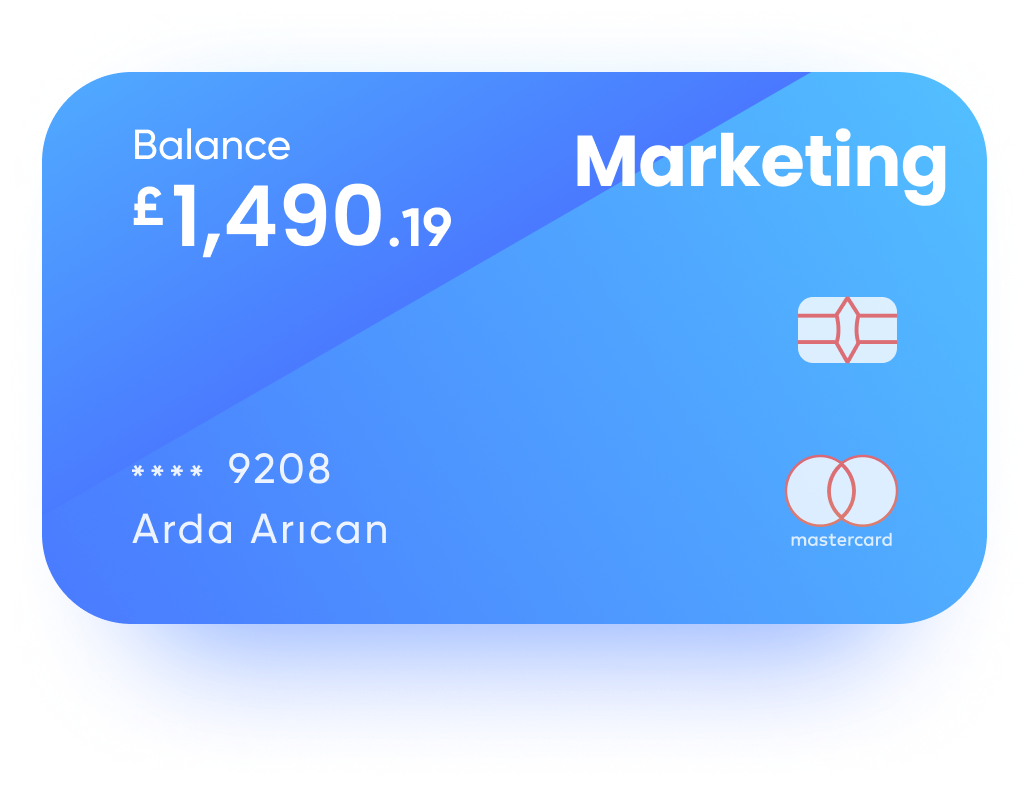 Balance
Marketing
£1,490.19
**** 9208
Arda Arıcan
mastercard